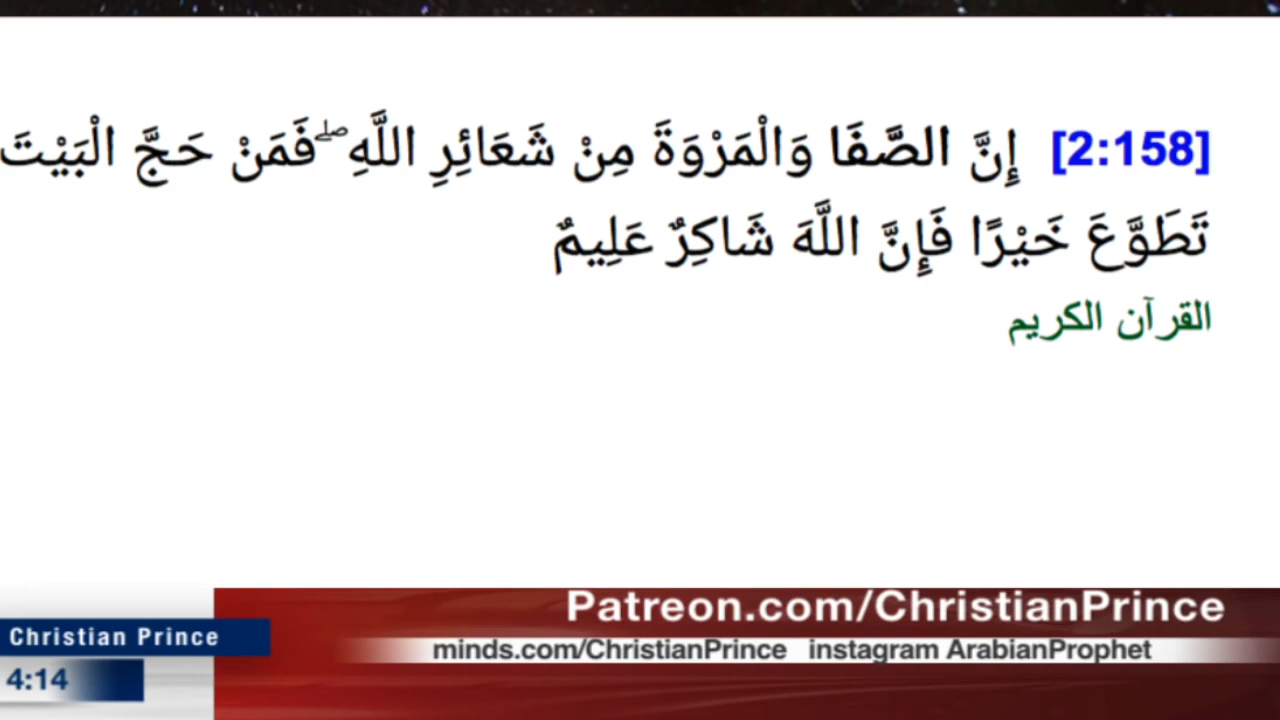 [2:158] إِنَّ الصَّفَا وَالْمَرْوَةَ مِنْ شَعَائِرِ اللَّهِ ۖ فَمَنْ حَجَّ الْبَيْتَ
تَطَوَّعَ خَيْرًا فَإِنَّ اللَّهَ شَاكِرٌ عَلِيمٌ
القرآن الكريم
Patreon.com/ChristianPrince
Christian Prince
minds.com/ChristianPrince instagram ArabianProphet
4:14